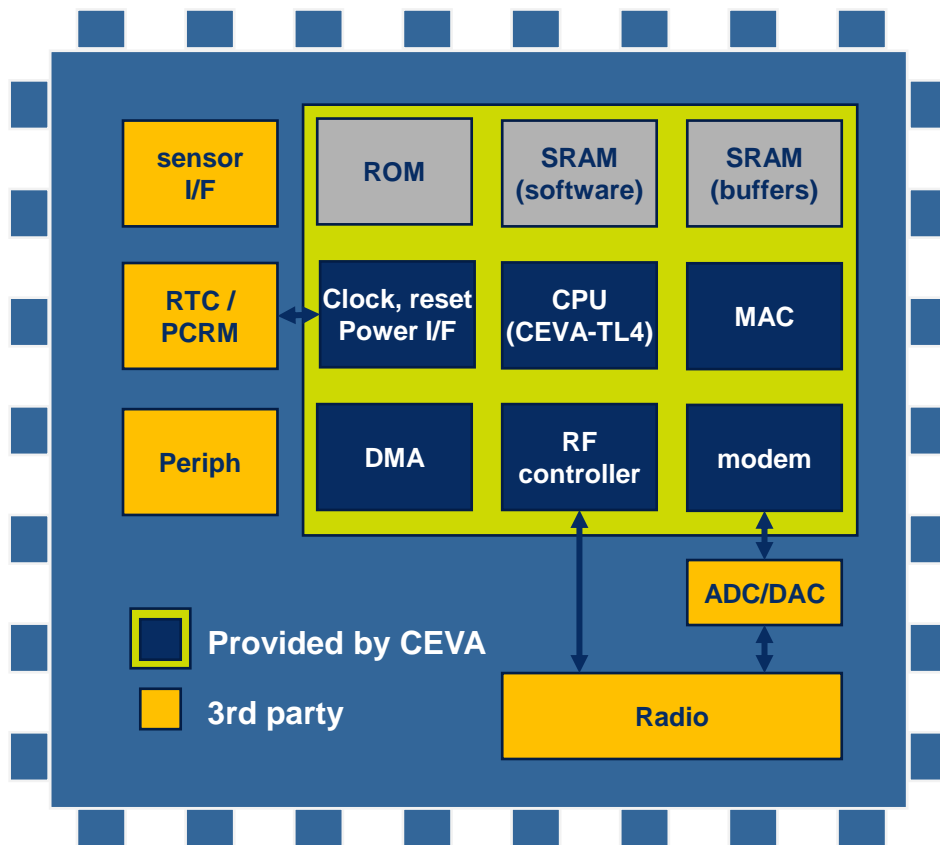 sensor
I/F
ROM
SRAM
(software)
SRAM
(buffers)
RTC /
PCRM
Clock, reset
Power I/F
CPU
(CEVA-TL4)
MAC
Periph
DMA
RF
controller
modem
ADC/DAC
Provided by CEVA
3rd party
Radio